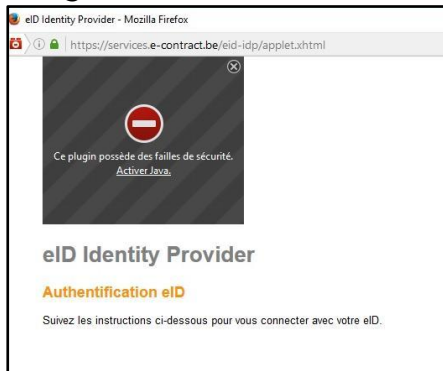 eID Identity Provider - Mozilla Firefox
https://services.e-contract.be/eid-idp/applet.xhtml
Ce plugin possède des failles de sécurité.
Activer Java.
eID Identity Provider
Authentification eID
Suivez les instructions ci-dessous pour vous connecter avec votre eID.